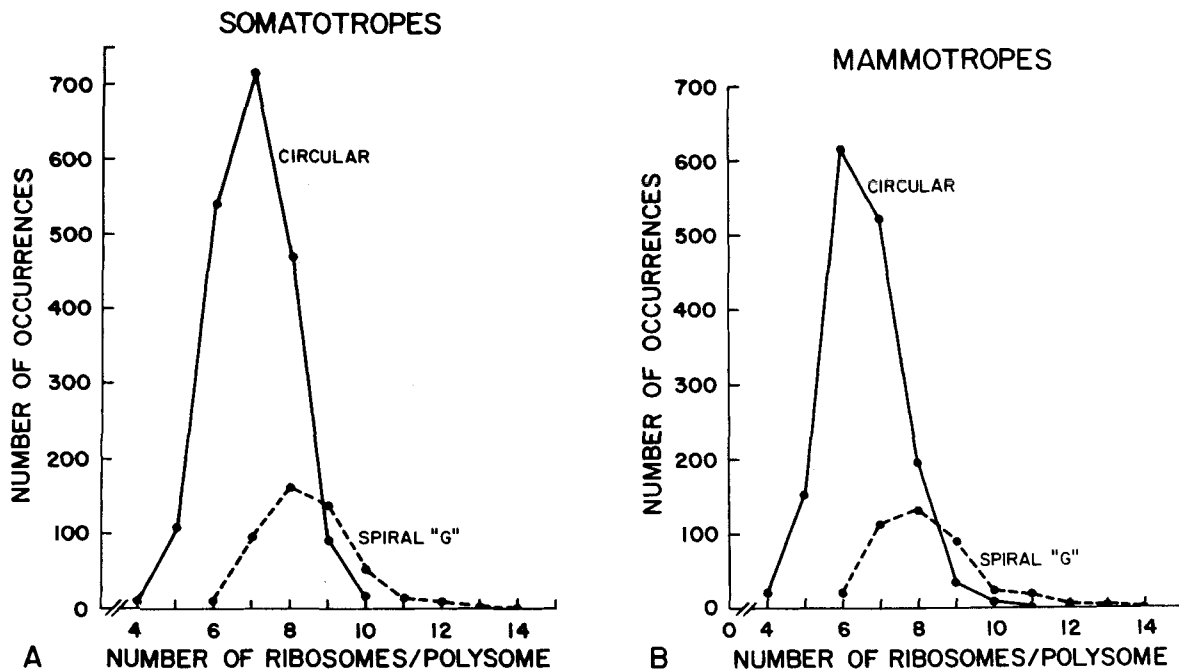 SOMATOTROPES
NUMBER OF OCCURRENCES
700
600
500
400
300
200
100
0
CIRCULAR
SPIRAL "G"
4 6 8 10 12 14
A NUMBER OF RIBOSOMES/POLYSOME
MAMMOTROPES
NUMBER OF OCCURRENCES
700
600
500
400
300
200
100
0
CIRCULAR
SPIRAL "G"
0 4 6 8 10 12 14
B NUMBER OF RIBOSOMES/POLYSOME